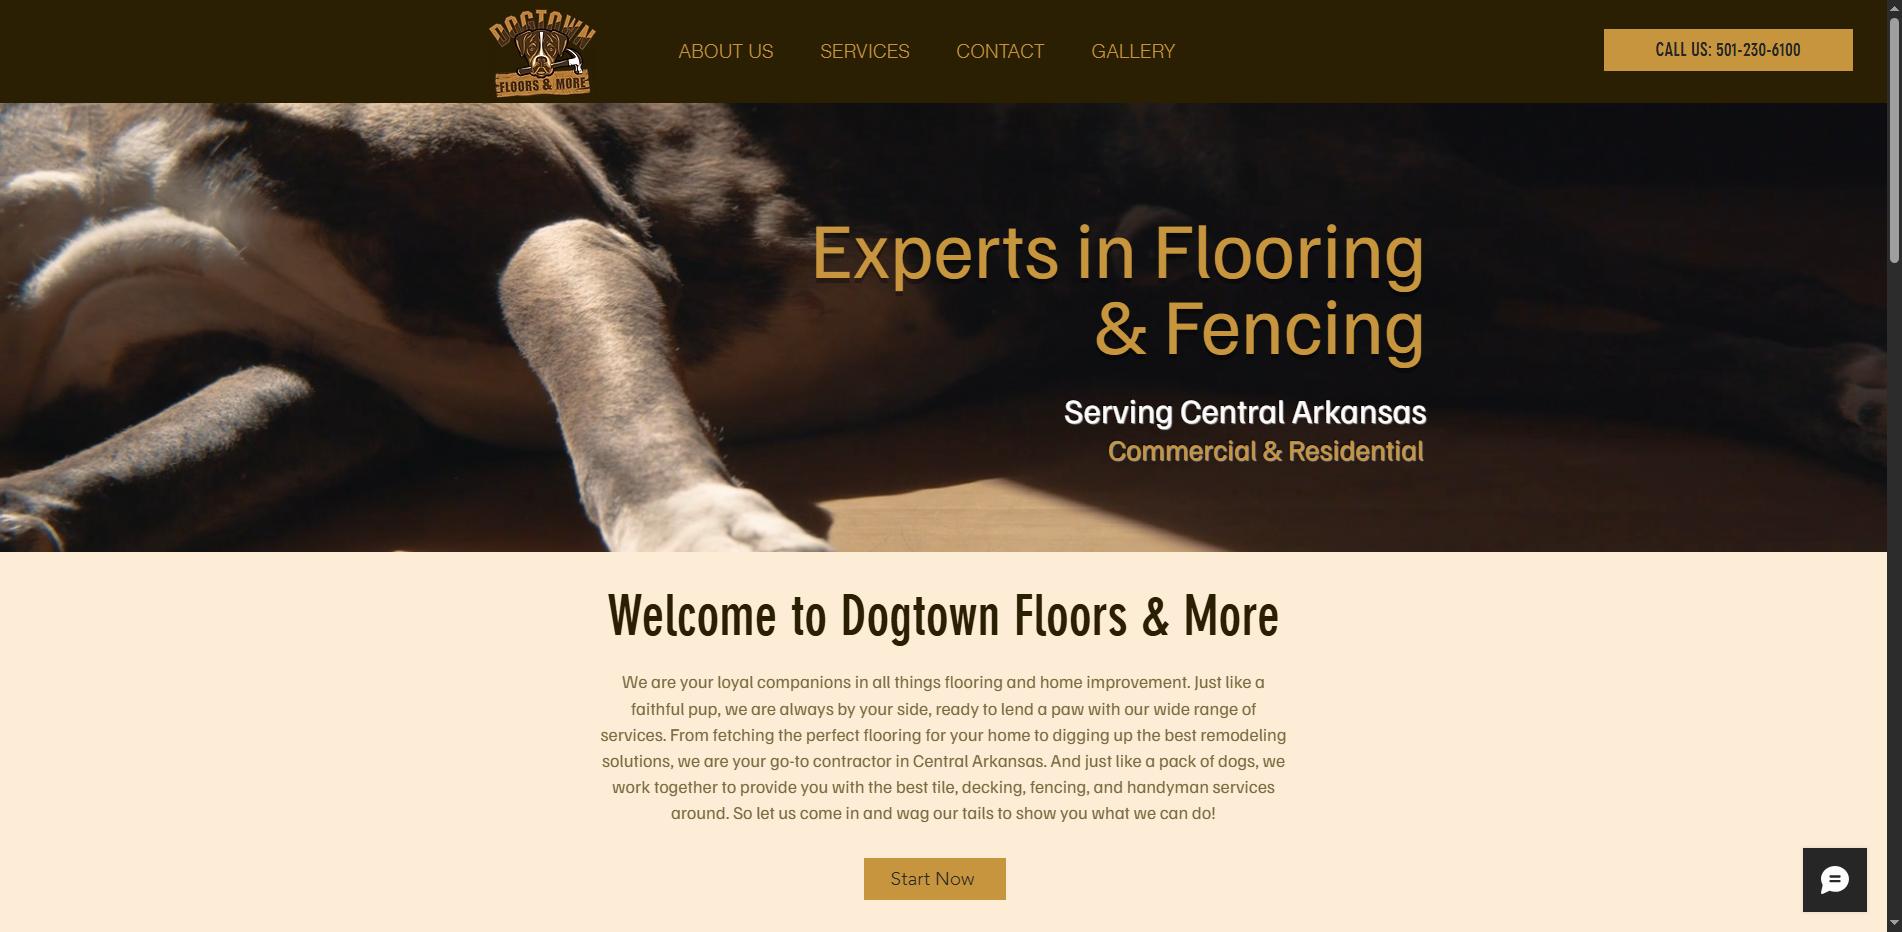 DOGTOWN
FLOORS & MORE
ABOUT US
SERVICES
CONTACT
GALLERY
CALL US: 501-230-6100
Experts in Flooring
& Fencing
Serving Central Arkansas
Commercial & Residential
Welcome to Dogtown Floors & More
We are your loyal companions in all things flooring and home improvement. Just like a
faithful pup, we are always by your side, ready to lend a paw with our wide range of
services. From fetching the perfect flooring for your home to digging up the best remodeling
solutions, we are your go-to contractor in Central Arkansas. And just like a pack of dogs, we
work together to provide you with the best tile, decking, fencing, and handyman services
around. So let us come in and wag our tails to show you what we can do!
Start Now